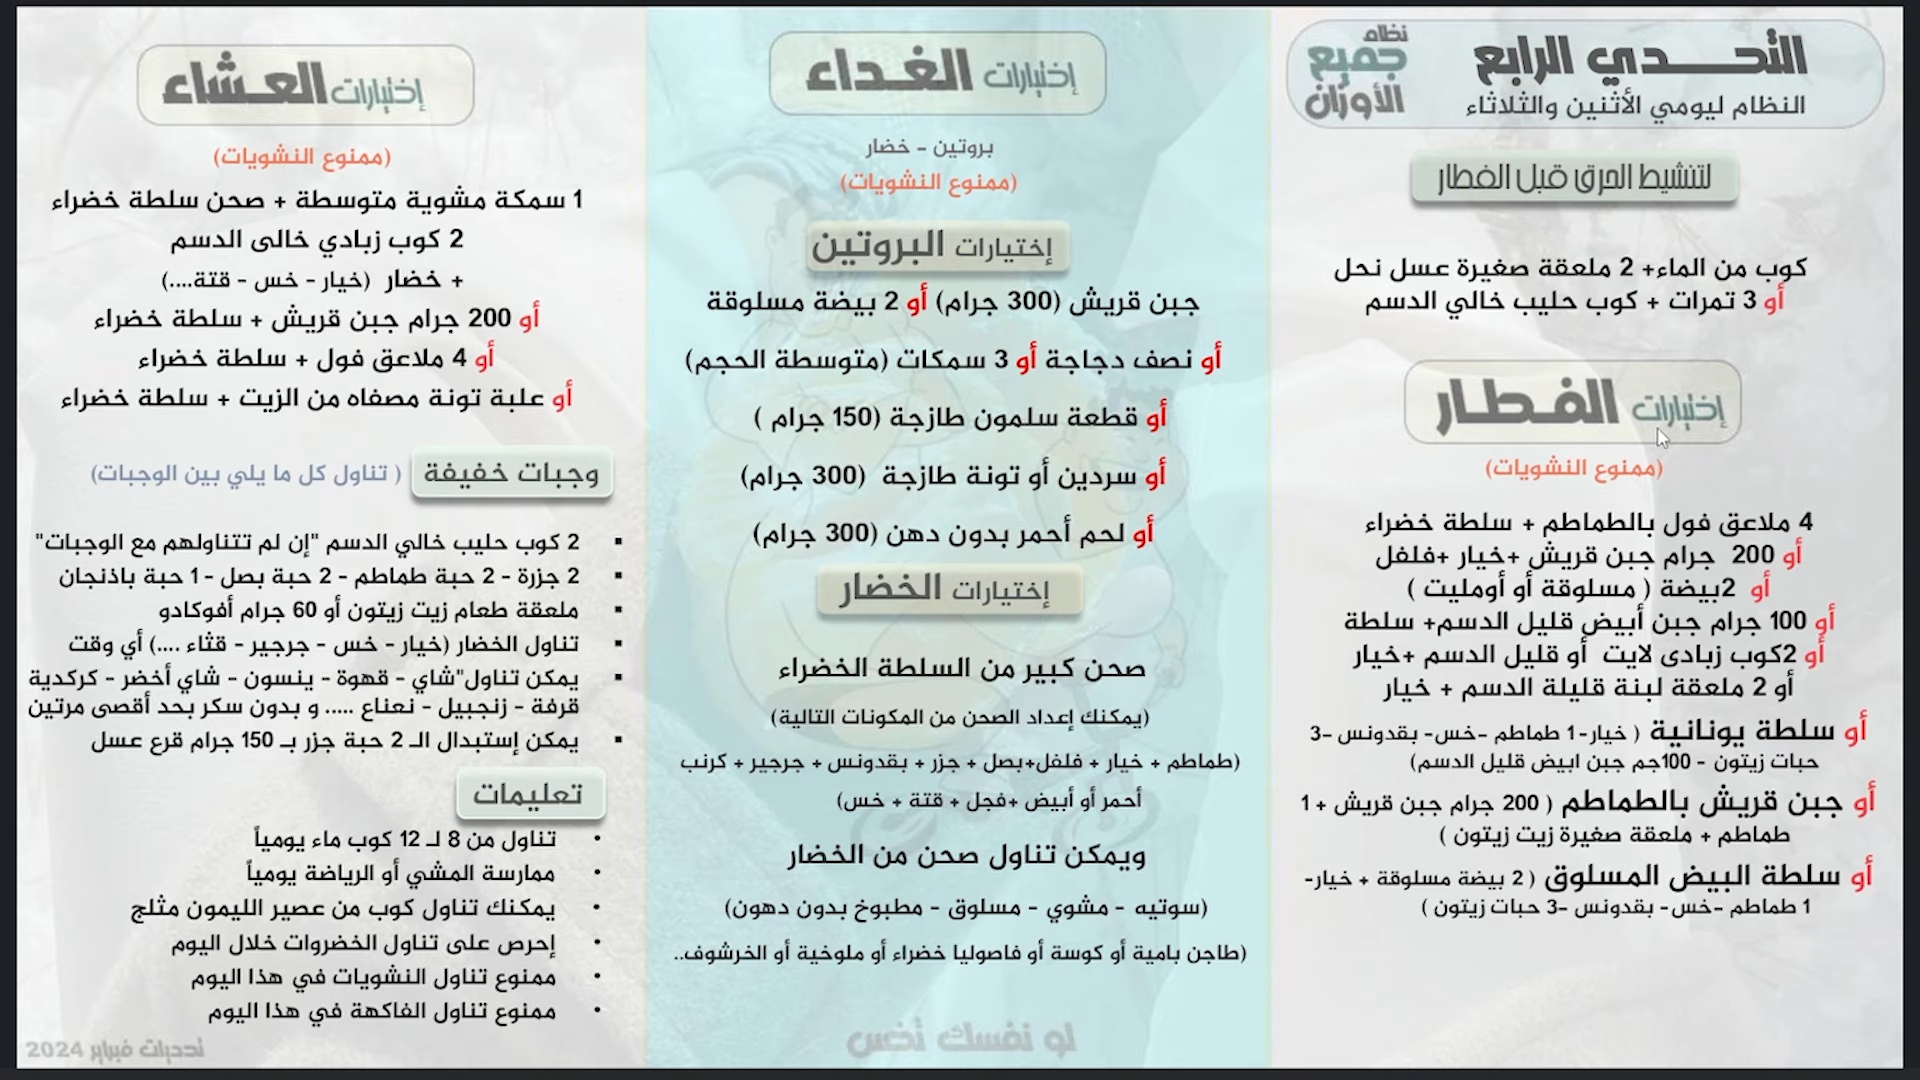 التحدي الرابع
نظام جميع الأوزان
النظام ليومي الأثنين والثلاثاء
لتنشيط الحرق قبل الفطار
كوب من الماء+ 2 ملعقة صغيرة عسل نحل
أو 3 تمرات + كوب حليب خالي الدسم
إختيارات الفطار
(ممنوع النشويات)
4 ملاعق فول بالطماطم + سلطة خضراء
أو 200 جرام جبن قريش +خيار +فلفل
أو 2بيضة ( مسلوقة أو أومليت )
أو 100 جرام جبن أبيض قليل الدسم+ سلطة
أو 2كوب زبادى لايت أو قليل الدسم +خيار
أو 2 ملعقة لبنة قليلة الدسم + خيار
أو سلطة يونانية ( خيار-1 طماطم -خس- بقدونس -3
حبات زيتون - 100جم جبن ابيض قليل الدسم)
أو جبن قريش بالطماطم ( 200 جرام جبن قريش + 1
طماطم + ملعقة صغيرة زيت زيتون )
أو سلطة البيض المسلوق ( 2 بيضة مسلوقة + خيار-
1 طماطم -خس- بقدونس -3 حبات زيتون )
إختيارات الغداء
بروتين - خضار
(ممنوع النشويات)
إختيارات البروتين
جبن قريش (300 جرام) أو 2 بيضة مسلوقة
أو نصف دجاجة أو 3 سمكات (متوسطة الحجم)
أو قطعة سلمون طازجة (150 جرام )
أو سردين أو تونة طازجة (300 جرام)
أو لحم أحمر بدون دهن (300 جرام)
إختيارات الخضار
صحن كبير من السلطة الخضراء
(يمكنك إعداد الصحن من المكونات التالية)
(طماطم + خيار + فلفل+بصل + جزر + بقدونس + جرجير + كرنب
أحمر أو أبيض +فجل + قتة + خس)
ويمكن تناول صحن من الخضار
(سوتيه - مشوي - مسلوق - مطبوخ بدون دهون)
(طاجن بامية أو كوسة أو فاصوليا خضراء أو ملوخية أو الخرشوف..
لو نفسك تخس
إختيارات العشاء
(ممنوع النشويات)
1 سمكة مشوية متوسطة + صحن سلطة خضراء
2 كوب زبادي خالى الدسم
+ خضار (خيار - خس - قتة....)
أو 200 جرام جبن قريش + سلطة خضراء
أو 4 ملاعق فول + سلطة خضراء
أو علبة تونة مصفاه من الزيت + سلطة خضراء
وجبات خفيفة ( تناول كل ما يلي بين الوجبات)
▪ 2 كوب حليب خالي الدسم "إن لم تتناولهم مع الوجبات"
▪ 2 جزرة - 2 حبة طماطم - 2 حبة بصل - 1 حبة باذنجان
▪ ملعقة طعام زيت زيتون أو 60 جرام أفوكادو
▪ تناول الخضار (خيار - خس - جرجير - قثاء ....) أي وقت
▪ يمكن تناول"شاي - قهوة - ينسون - شاي أخضر - كركدية
قرفة - زنجبيل - نعناع ..... و بدون سكر بحد أقصى مرتين
▪ يمكن إستبدال الـ 2 حبة جزر بـ 150 جرام قرع عسل
تعليمات
• تناول من 8 لـ 12 كوب ماء يومياً
• ممارسة المشي أو الرياضة يومياً
• يمكنك تناول كوب من عصير الليمون مثلج
• إحرص على تناول الخضروات خلال اليوم
• ممنوع تناول النشويات في هذا اليوم
• ممنوع تناول الفاكهة في هذا اليوم
تحديات فبراير 2024